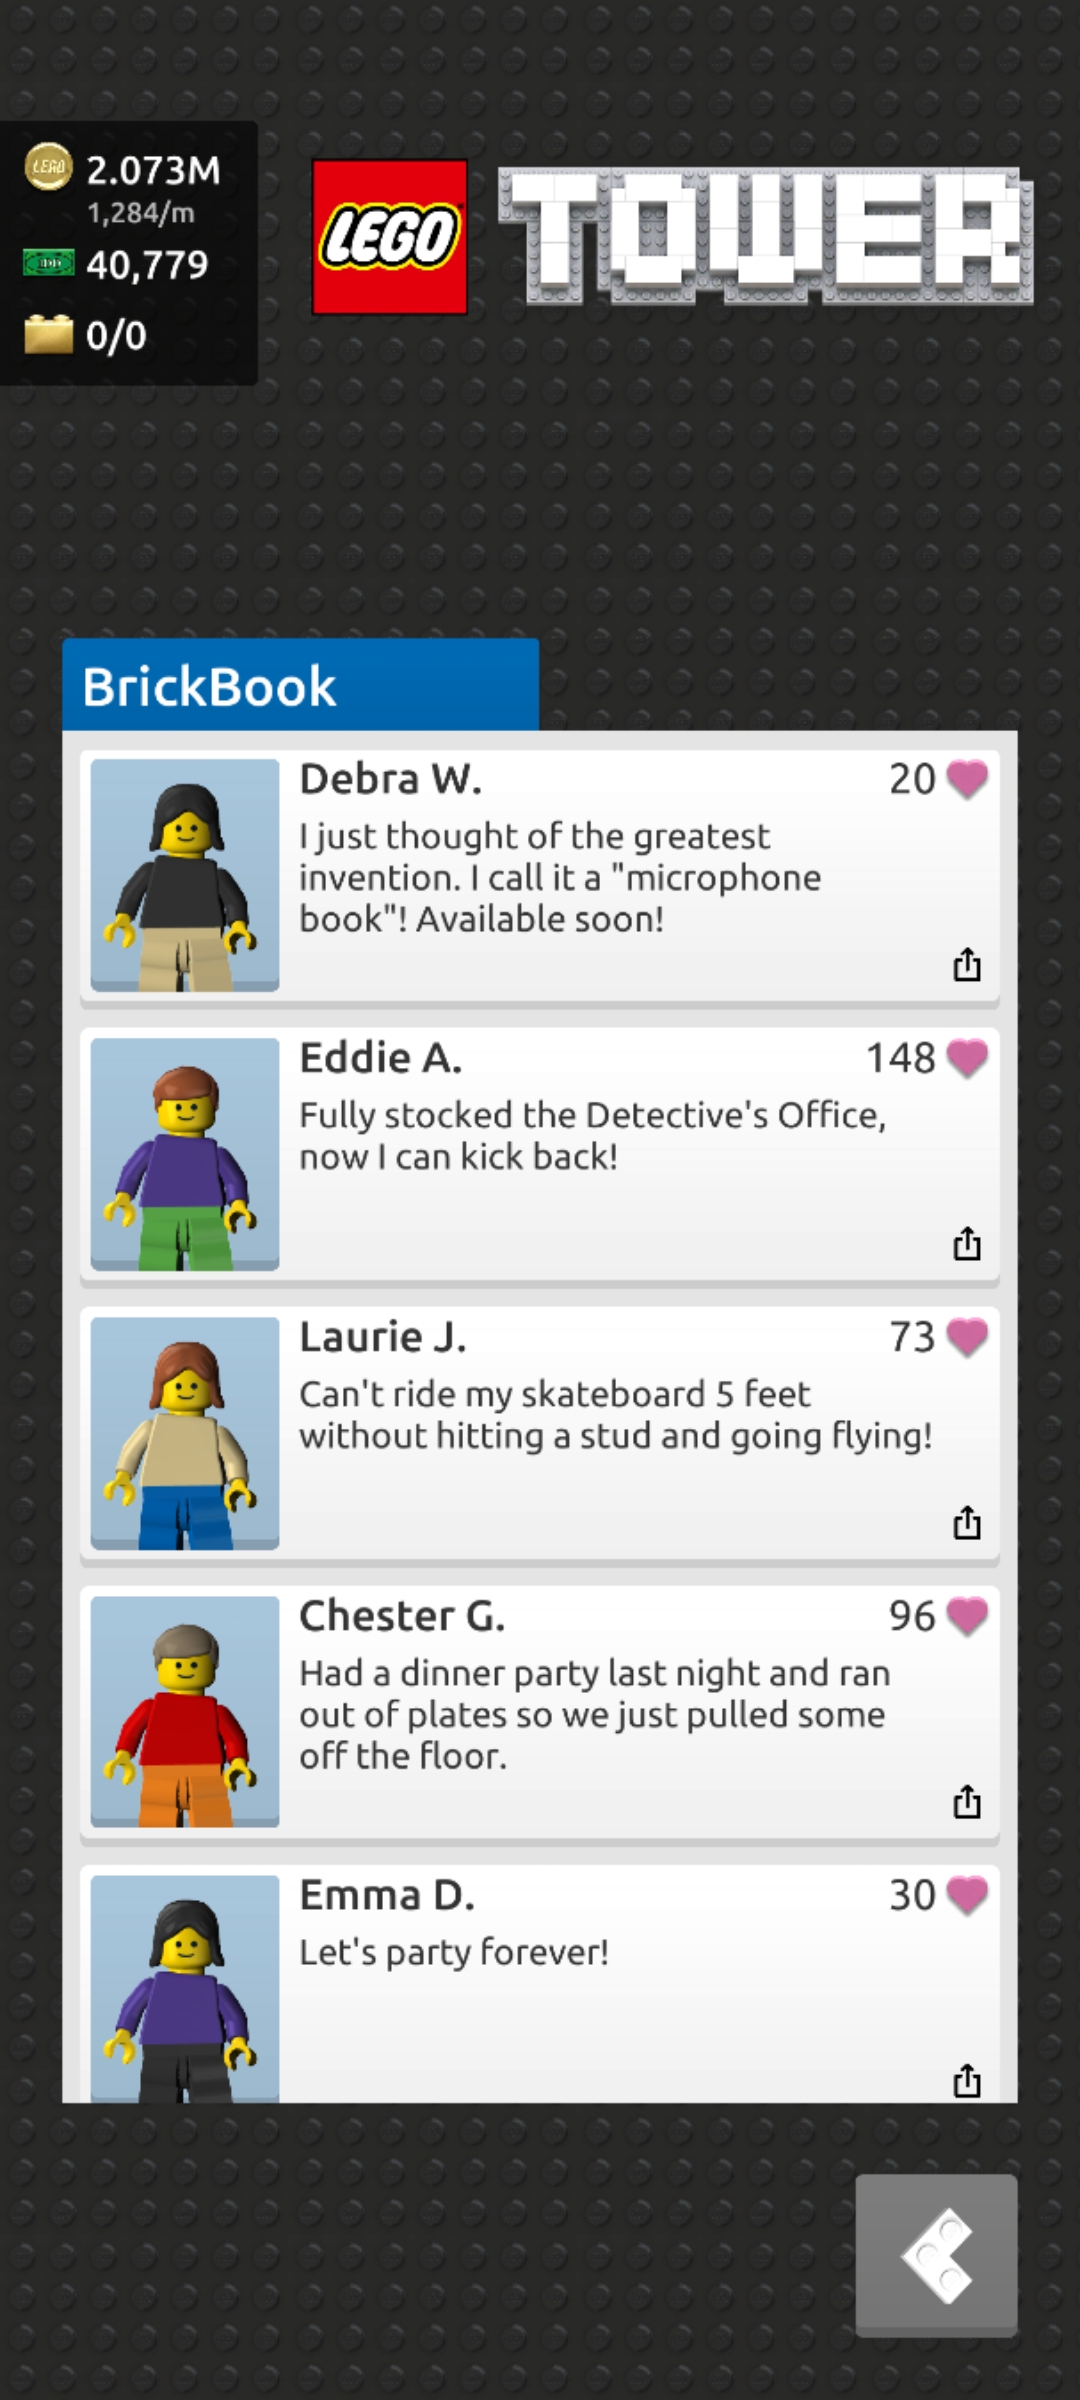 LEGO
2.073M
1,284/m
40,779
0/0
LEGO
TOWER
BrickBook
Debra W.
20
I just thought of the greatest
invention. I call it a "microphone
book"! Available soon!
Eddie A.
148
Fully stocked the Detective's Office,
now I can kick back!
Laurie J.
73
Can't ride my skateboard 5 feet
without hitting a stud and going flying!
Chester G.
96
Had a dinner party last night and ran
out of plates so we just pulled some
off the floor.
Emma D.
30
Let's party forever!